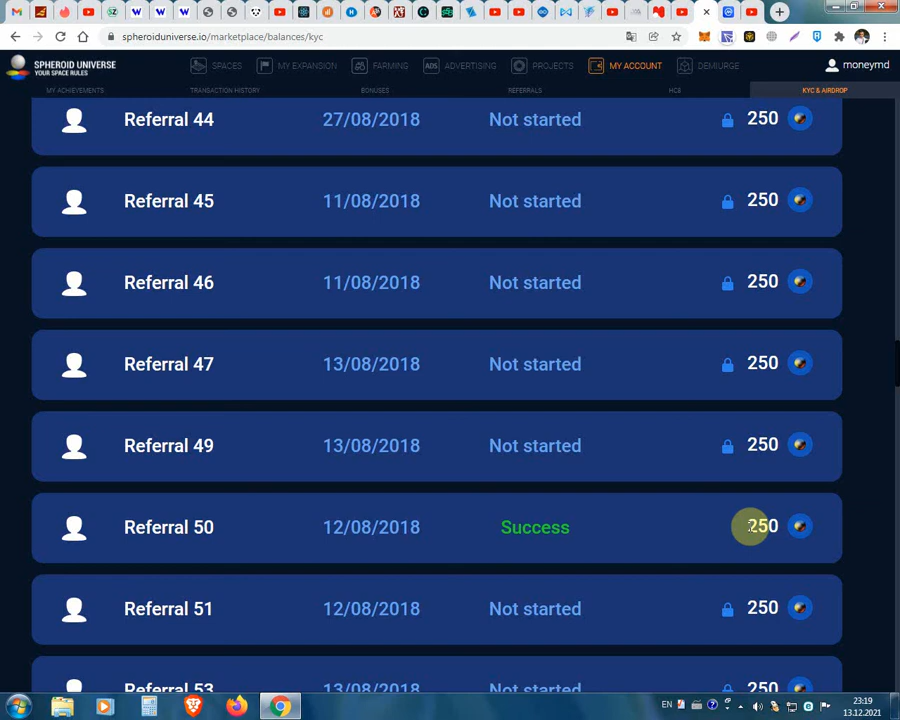 spheroiduniverse.io/marketplace/balances/kyc
SPHEROID UNIVERSE
YOUR SPACE RULES
SPACES
MY EXPANSION
FARMING
ADS ADVERTISING
PROJECTS
MY ACCOUNT
DEMIURGE
moneymd
MY ACHIEVEMENTS
TRANSACTION HISTORY
BONUSES
REFERRALS
HC8
KYC & AIRDROP
Referral 44 27/08/2018 Not started 250
Referral 45 11/08/2018 Not started 250
Referral 46 11/08/2018 Not started 250
Referral 47 13/08/2018 Not started 250
Referral 49 13/08/2018 Not started 250
Referral 50 12/08/2018 Success 250
Referral 51 12/08/2018 Not started 250
Referral 53 13/08/2018 Not started 250
EN
23:19
13.12.2021